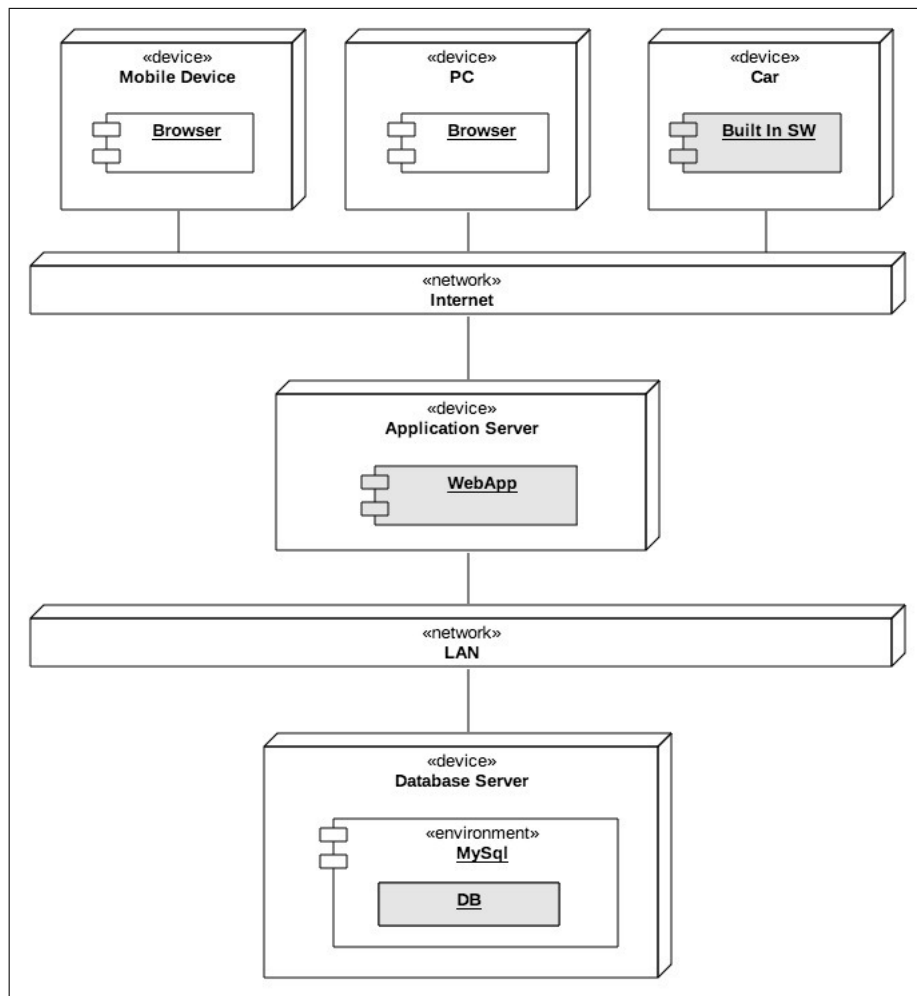 «device»
Mobile Device
Browser
«device»
PC
Browser
«device»
Car
Built In SW
«network»
Internet
«device»
Application Server
WebApp
«network»
LAN
«device»
Database Server
«environment»
MySql
DB